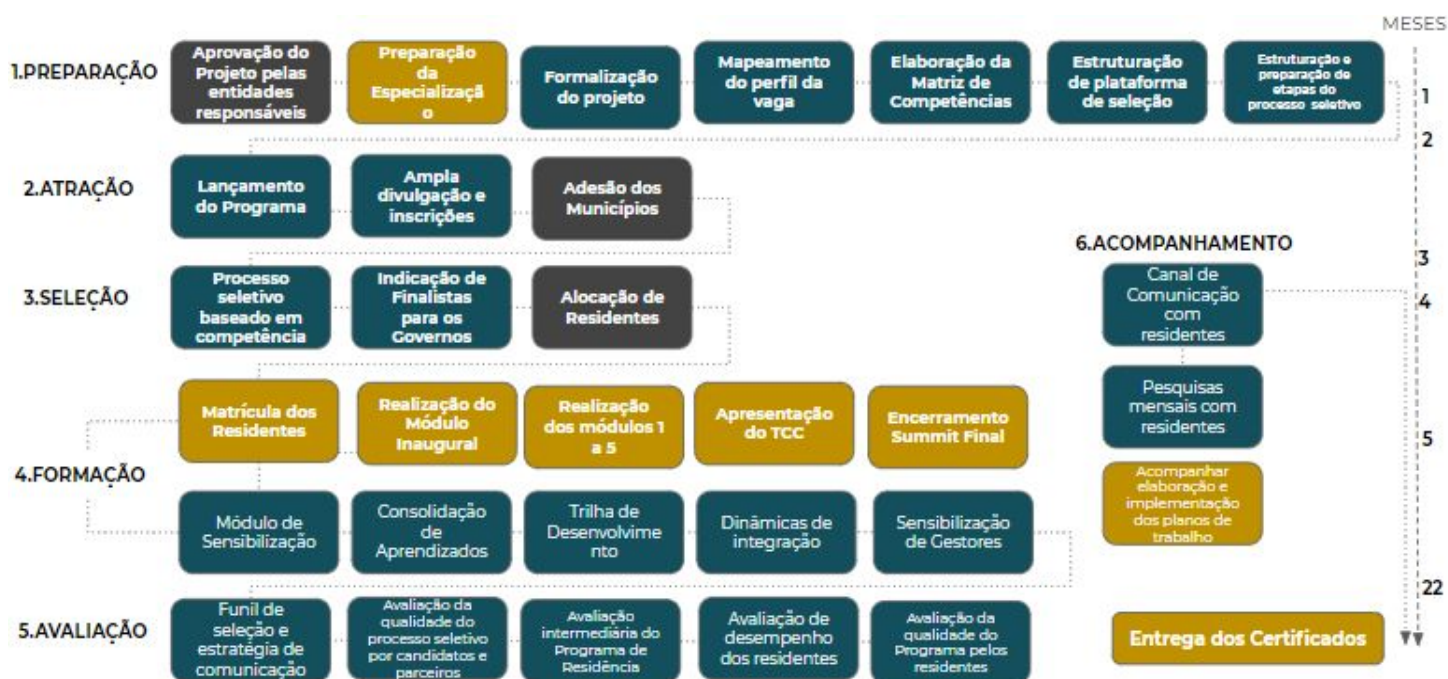 MESES
1.PREPARAÇÃO
Aprovação do
Projeto pelas
entidades
responsáveis
Preparação
da
Especializaçã
o
Formalização
do projeto
Mapeamento
do perfil da
vaga
Elaboração da
Matriz de
Competências
Estruturação
de plataforma
de seleção
Estruturação e
preparação de
etapas do
processo seletivo
1
2
2.ATRAÇÃO
Lançamento
do Programa
Ampla
divulgação e
inscrições
Adesão dos
Municípios
3.SELEÇÃO
Processo
seletivo
baseado em
competência
Indicação de
Finalistas
para os
Governos
Alocação de
Residentes
6.ACOMPANHAMENTO
3
Canal de
Comunicação
com
residentes
4
Pesquisas
mensais com
residentes
5
Acompanhar
elaboração e
implementação
dos planos de
trabalho
4.FORMAÇÃO
Matrícula dos
Residentes
Realização do
Módulo
Inaugural
Realização
dos módulos 1
a 5
Apresentação
do TCC
Encerramento
Summit Final
Módulo de
Sensibilização
Consolidação
de
Aprendizados
Trilha de
Desenvolvime
nto
Dinâmicas de
integração
Sensibilização
de Gestores
22
5.AVALIAÇÃO
Funil de
seleção e
estratégia de
comunicação
Avaliação da
qualidade do
processo seletivo
por candidatos e
parceiros
Avaliação
intermediária do
Programa de
Residência
Avaliação de
desempenho
dos residentes
Avaliação da
qualidade do
Programa pelos
residentes
Entrega dos Certificados